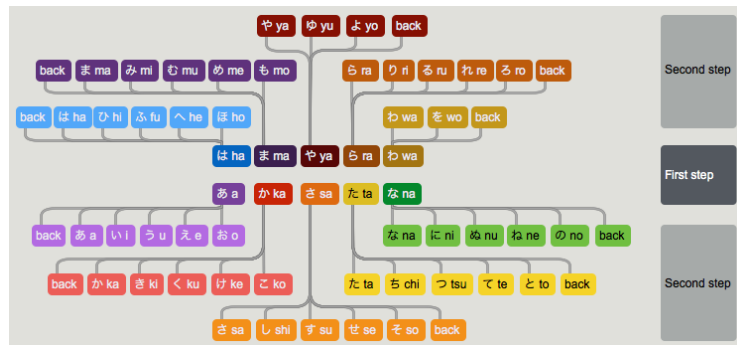 や ya ゆ yu よ yo back
Second step
back ま ma み mi む mu め me も mo ら ra り ri る ru れ re ろ ro back
back は ha ひ hi ふ fu へ he ほ ho わ wa を wo back
は ha ま ma や ya ら ra わ wa
First step
あ a か ka さ sa た ta な na
back あ a い i う u え e お o な na に ni ぬ nu ね ne の no back
back か ka き ki く ku け ke こ ko た ta ち chi つ tsu て te と to back
Second step
さ sa し shi す su せ se そ so back